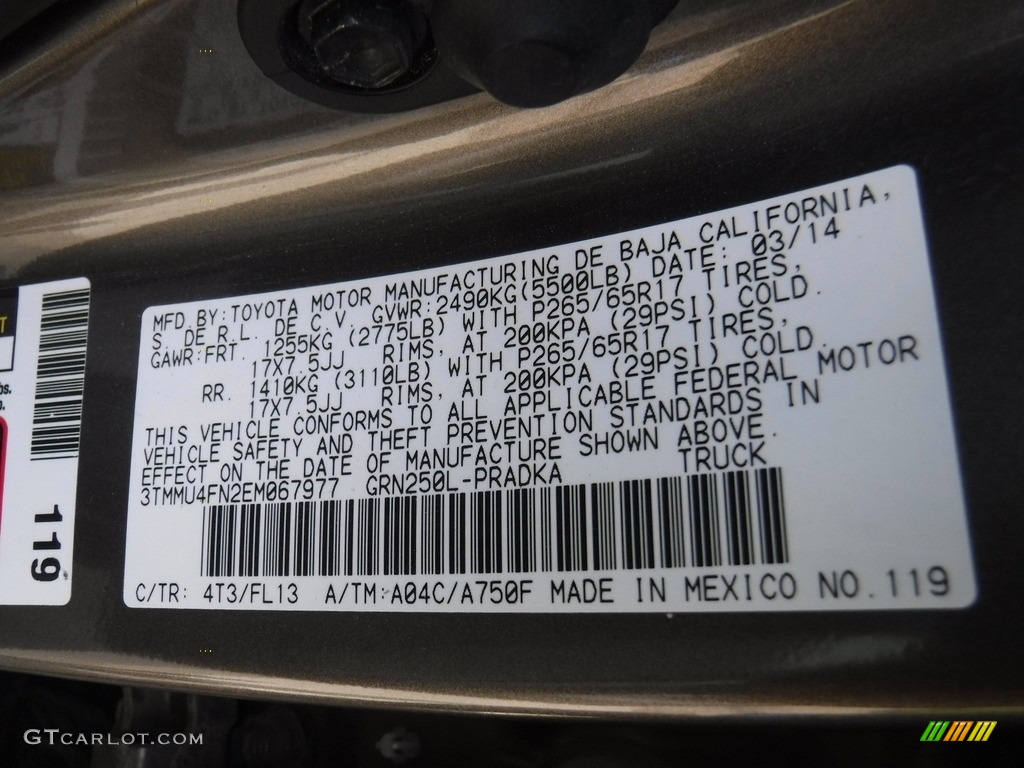 MFD. BY: TOYOTA MOTOR MANUFACTURING DE BAJA CALIFORNIA,
S. DE R.L. DE C.V. GVWR: 2490KG(5500LB) DATE: 03/14
GAWR:FRT. 1255KG (2775LB) WITH P265/65R17 TIRES,
17X7.5JJ RIMS, AT 200KPA (29PSI) COLD.
RR. 1410KG (3110LB) WITH P265/65R17 TIRES,
17X7.5JJ RIMS, AT 200KPA (29PSI) COLD.
THIS VEHICLE CONFORMS TO ALL APPLICABLE FEDERAL MOTOR
VEHICLE SAFETY AND THEFT PREVENTION STANDARDS IN
EFFECT ON THE DATE OF MANUFACTURE SHOWN ABOVE.
3TMMU4FN2EM067977 GRN250L-PRADKA TRUCK
C/TR: 4T3/FL13 A/TM:A04C/A750F MADE IN MEXICO NO.119
119
GTCARLOT.COM